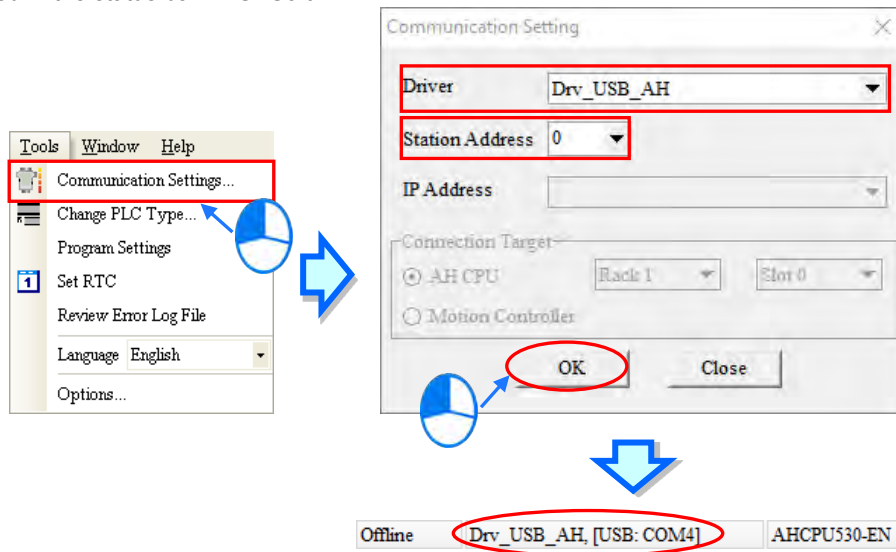 Communication Setting
Driver Drv_USB_AH
Station Address 0
Tools Window Help
Communication Settings...
IP Address
Change PLC Type...
Program Settings
Connection Target
1 Set RTC
AH CPU Rack 1 Slot 0
Review Error Log File
Motion Controller
Language English
OK Close
Options...
Offline Drv_USB_AH, [USB: COM4] AHCPU530-EN